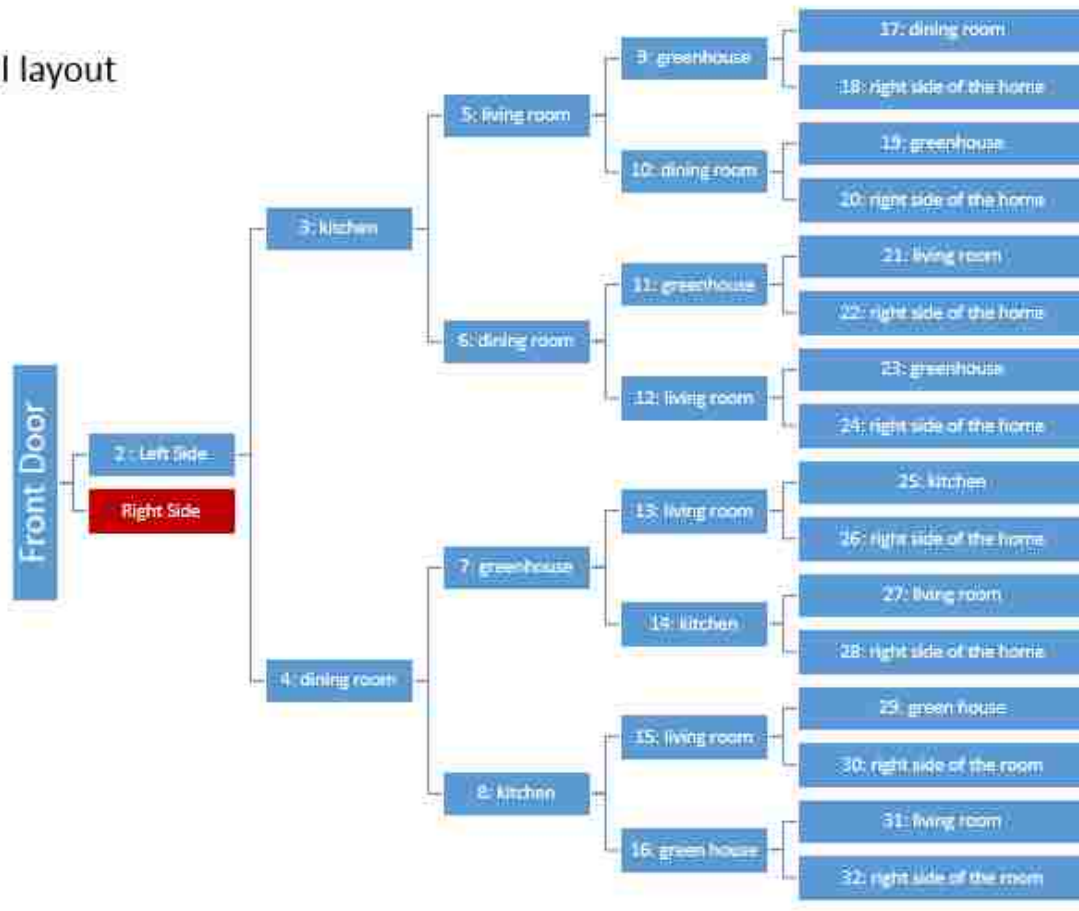 l layout
Front Door
2 : Left Side
Right Side
3: kitchen
4: dining room
5: living room
6: dining room
7: greenhouse
8: kitchen
9: greenhouse
10: dining room
11: greenhouse
12: living room
13: living room
14: kitchen
15: living room
16: green house
17: dining room
18: right side of the home
19: greenhouse
20: right side of the home
21: living room
22: right side of the home
23: greenhouse
24: right side of the home
25: kitchen
26: right side of the home
27: living room
28: right side of the home
29: green house
30: right side of the room
31: living room
32: right side of the room